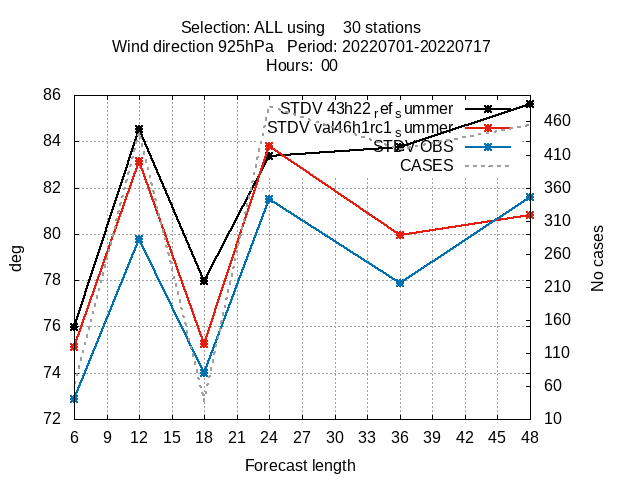 Selection: ALL using    30 stations
Wind direction 925hPa   Period: 20220701-20220717
Hours: 00
STDV 43h22refsummer
STDV val46h1rc1summer
STDV OBS
CASES
deg
86
84
82
80
78
76
74
72
460
410
360
310
260
210
160
110
60
10
No cases
6 9 12 15 18 21 24 27 30 33 36 39 42 45 48
Forecast length